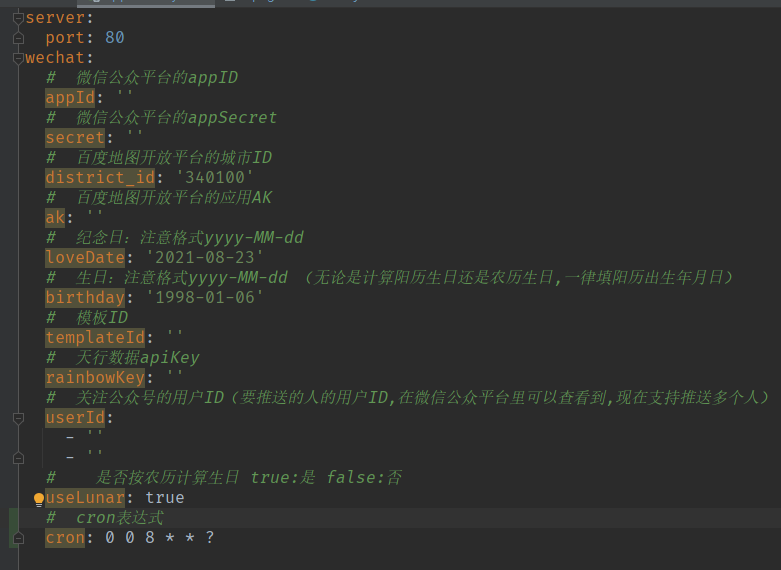 server:
  port: 80
wechat:
  #  微信公众平台的appID
  appId: ''
  #  微信公众平台的appSecret
  secret: ''
  #  百度地图开放平台的城市ID
  district_id: '340100'
  #  百度地图开放平台的应用AK
  ak: ''
  #  纪念日：注意格式yyyy-MM-dd
  loveDate: '2021-08-23'
  #  生日：注意格式yyyy-MM-dd （无论是计算阳历生日还是农历生日,一律填阳历出生年月日）
  birthday: '1998-01-06'
  #  模板ID
  templateId: ''
  #  天行数据apiKey
  rainbowKey: ''
  #  关注公众号的用户ID（要推送的人的用户ID,在微信公众平台里可以查看到,现在支持推送多个人）
  userId:
    - ''
    - ''
  #    是否按农历计算生日 true:是 false:否
  useLunar: true
  #  cron表达式
  cron: 0 0 8 * * ?